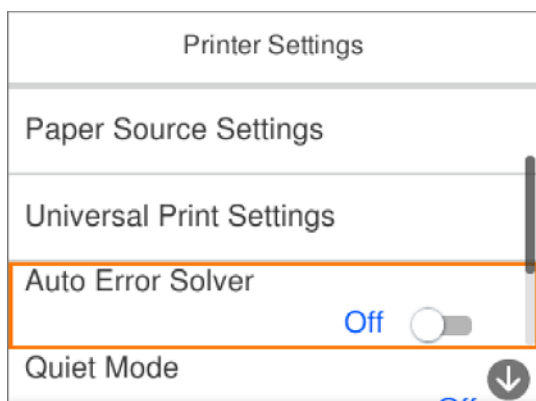 Printer Settings
Paper Source Settings
Universal Print Settings
Auto Error Solver
Off
Quiet Mode